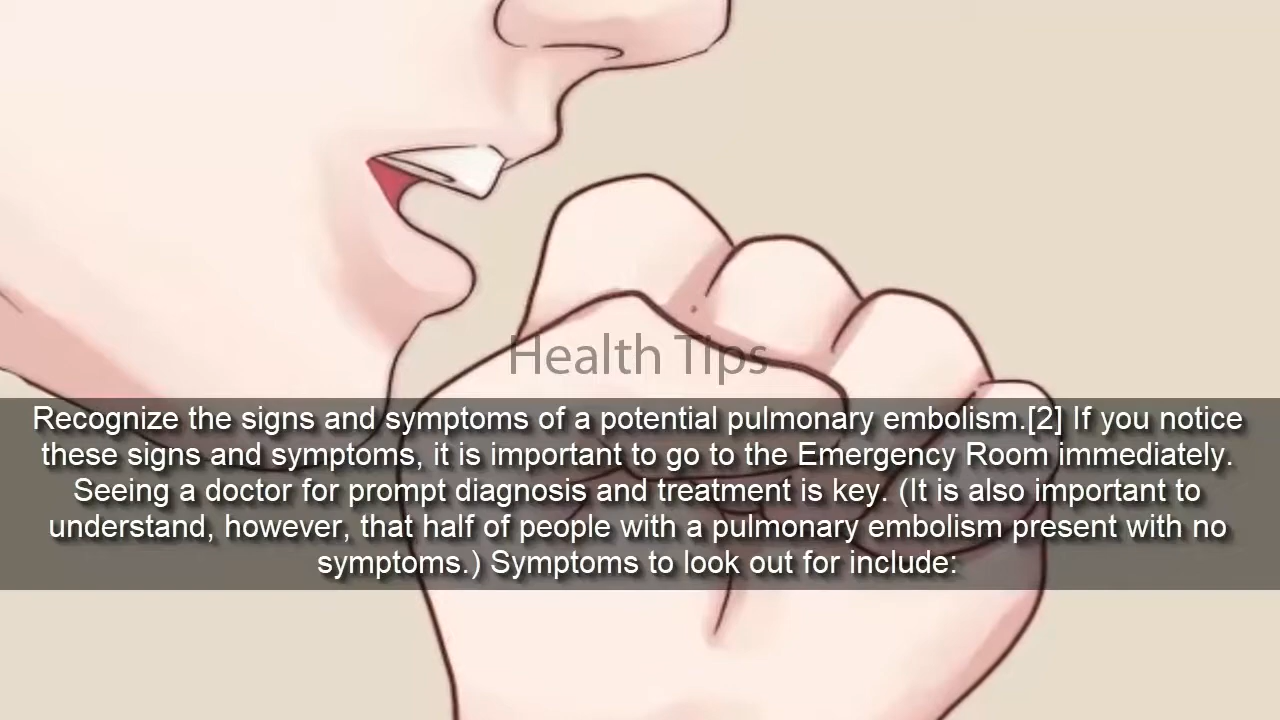 Health Tips
Recognize the signs and symptoms of a potential pulmonary embolism.[2] If you notice
these signs and symptoms, it is important to go to the Emergency Room immediately.
Seeing a doctor for prompt diagnosis and treatment is key. (It is also important to
understand, however, that half of people with a pulmonary embolism present with no
symptoms.) Symptoms to look out for include: